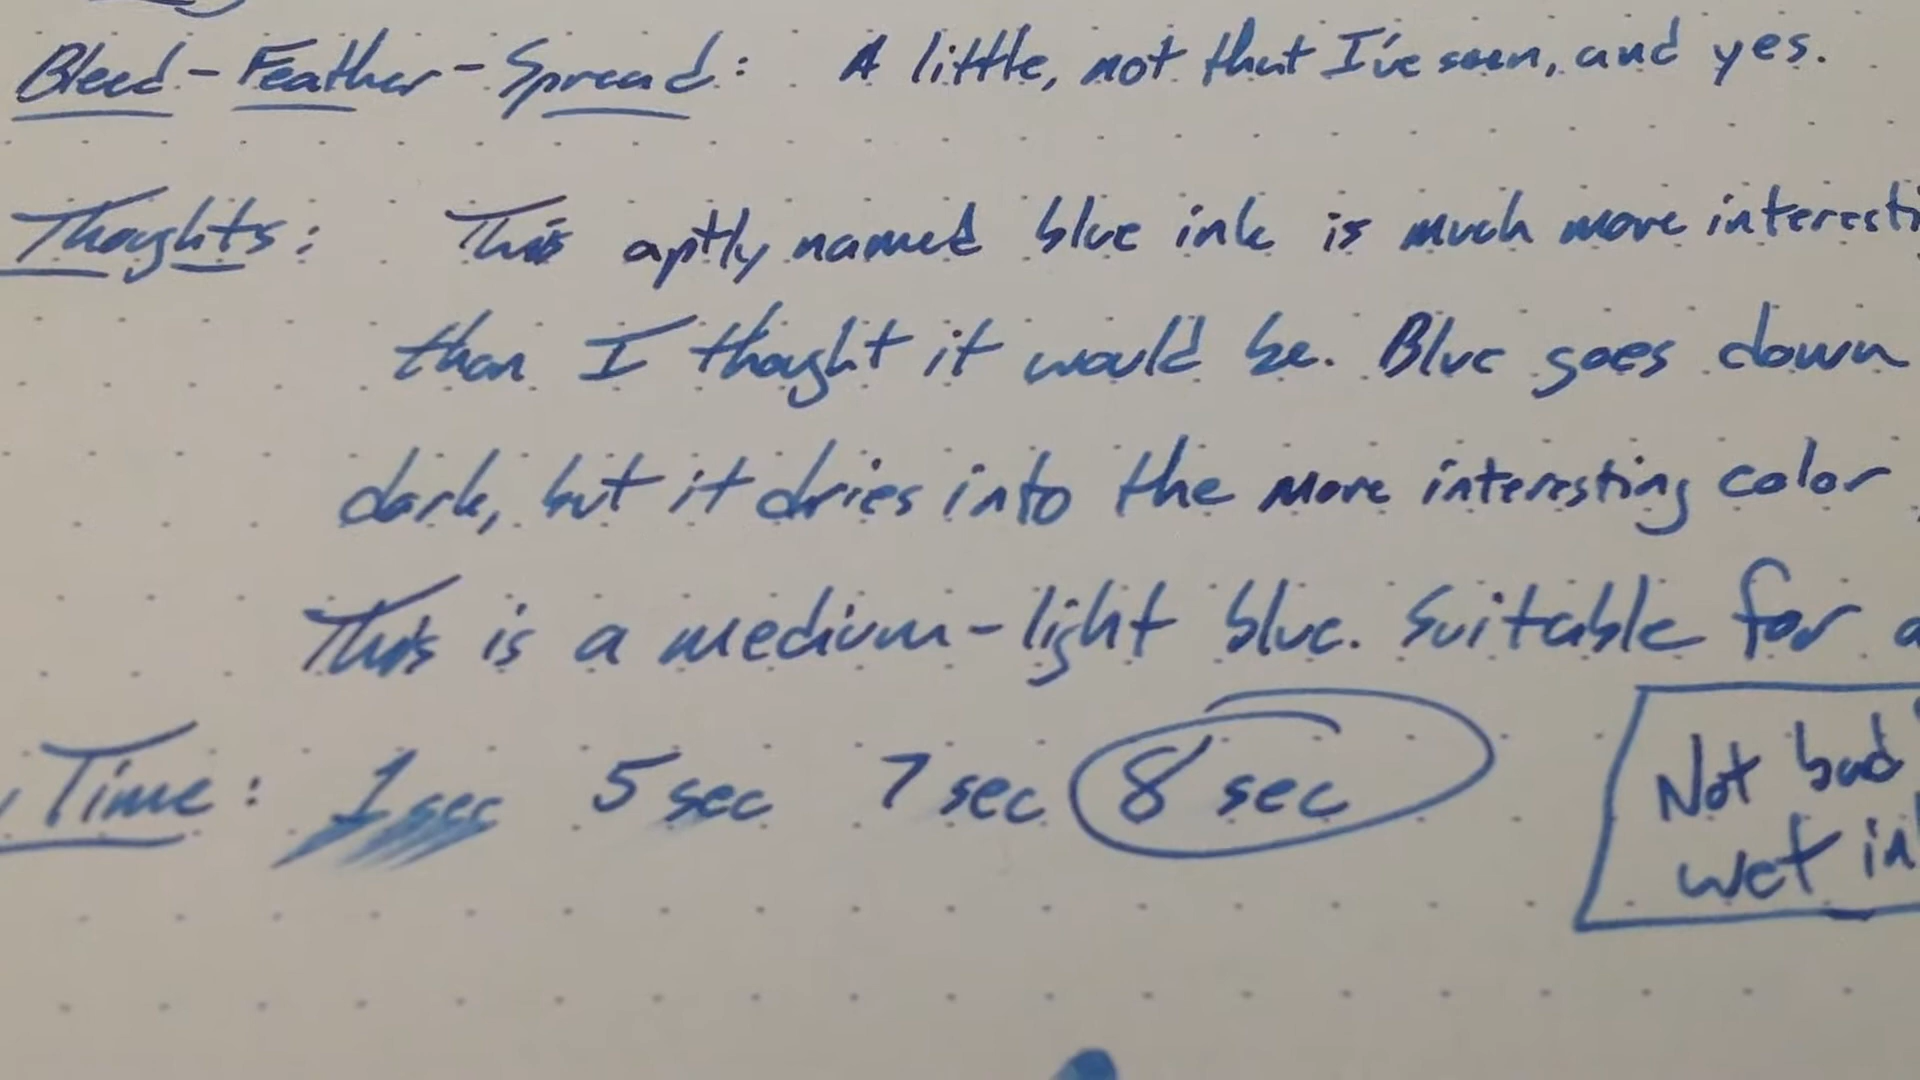 Bleed-Feather-Spread: A little, not that I've seen, and yes.
Thoughts: This aptly named blue ink is much more interesti
than I thought it would be. Blue goes down
dark, but it dries into the more interesting color
This is a medium-light blue. Suitable for a
Time: 1 sec 5 sec 7 sec 8 sec
Not bad
wet in